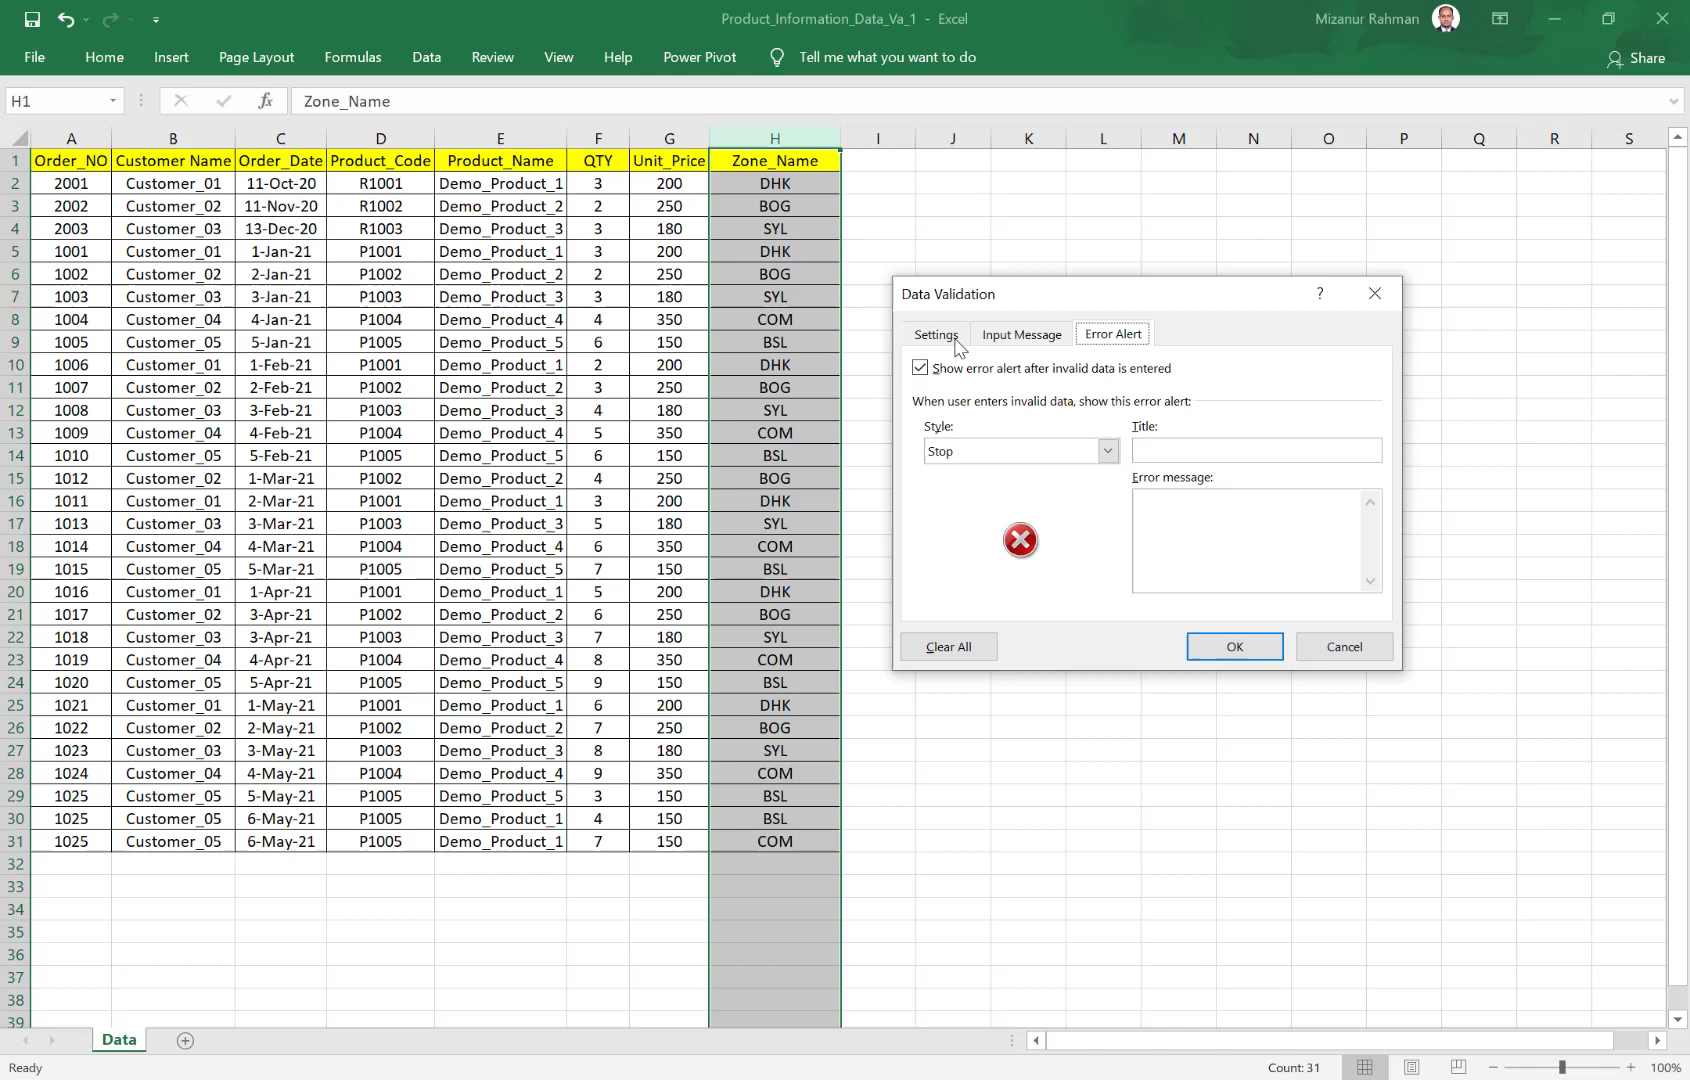 Product_Information_Data_Va_1 - Excel
Mizanur Rahman
File Home Insert Page Layout Formulas Data Review View Help Power Pivot Tell me what you want to do Share
H1 fx Zone_Name
A B C D E F G H I J K L M N O P Q R S
1 Order_NO Customer Name Order_Date Product_Code Product_Name QTY Unit_Price Zone_Name
2 2001 Customer_01 11-Oct-20 R1001 Demo_Product_1 3 200 DHK
3 2002 Customer_02 11-Nov-20 R1002 Demo_Product_2 2 250 BOG
4 2003 Customer_03 13-Dec-20 R1003 Demo_Product_3 3 180 SYL
5 1001 Customer_01 1-Jan-21 P1001 Demo_Product_1 3 200 DHK
6 1002 Customer_02 2-Jan-21 P1002 Demo_Product_2 2 250 BOG
7 1003 Customer_03 3-Jan-21 P1003 Demo_Product_3 3 180 SYL
8 1004 Customer_04 4-Jan-21 P1004 Demo_Product_4 4 350 COM
9 1005 Customer_05 5-Jan-21 P1005 Demo_Product_5 6 150 BSL
10 1006 Customer_01 1-Feb-21 P1001 Demo_Product_1 2 200 DHK
11 1007 Customer_02 2-Feb-21 P1002 Demo_Product_2 3 250 BOG
12 1008 Customer_03 3-Feb-21 P1003 Demo_Product_3 4 180 SYL
13 1009 Customer_04 4-Feb-21 P1004 Demo_Product_4 5 350 COM
14 1010 Customer_05 5-Feb-21 P1005 Demo_Product_5 6 150 BSL
15 1012 Customer_02 1-Mar-21 P1002 Demo_Product_2 4 250 BOG
16 1011 Customer_01 2-Mar-21 P1001 Demo_Product_1 3 200 DHK
17 1013 Customer_03 3-Mar-21 P1003 Demo_Product_3 5 180 SYL
18 1014 Customer_04 4-Mar-21 P1004 Demo_Product_4 6 350 COM
19 1015 Customer_05 5-Mar-21 P1005 Demo_Product_5 7 150 BSL
20 1016 Customer_01 1-Apr-21 P1001 Demo_Product_1 5 200 DHK
21 1017 Customer_02 3-Apr-21 P1002 Demo_Product_2 6 250 BOG
22 1018 Customer_03 3-Apr-21 P1003 Demo_Product_3 7 180 SYL
23 1019 Customer_04 4-Apr-21 P1004 Demo_Product_4 8 350 COM
24 1020 Customer_05 5-Apr-21 P1005 Demo_Product_5 9 150 BSL
25 1021 Customer_01 1-May-21 P1001 Demo_Product_1 6 200 DHK
26 1022 Customer_02 2-May-21 P1002 Demo_Product_2 7 250 BOG
27 1023 Customer_03 3-May-21 P1003 Demo_Product_3 8 180 SYL
28 1024 Customer_04 4-May-21 P1004 Demo_Product_4 9 350 COM
29 1025 Customer_05 5-May-21 P1005 Demo_Product_5 3 150 BSL
30 1025 Customer_05 6-May-21 P1005 Demo_Product_1 4 150 BSL
31 1025 Customer_05 6-May-21 P1005 Demo_Product_1 7 150 COM
32
33
34
35
36
37
38
39
Data Validation ?
Settings Input Message Error Alert
Show error alert after invalid data is entered
When user enters invalid data, show this error alert:
Style: Title:
Stop
Error message:
Clear All OK Cancel
Data
Ready Count: 31 100%